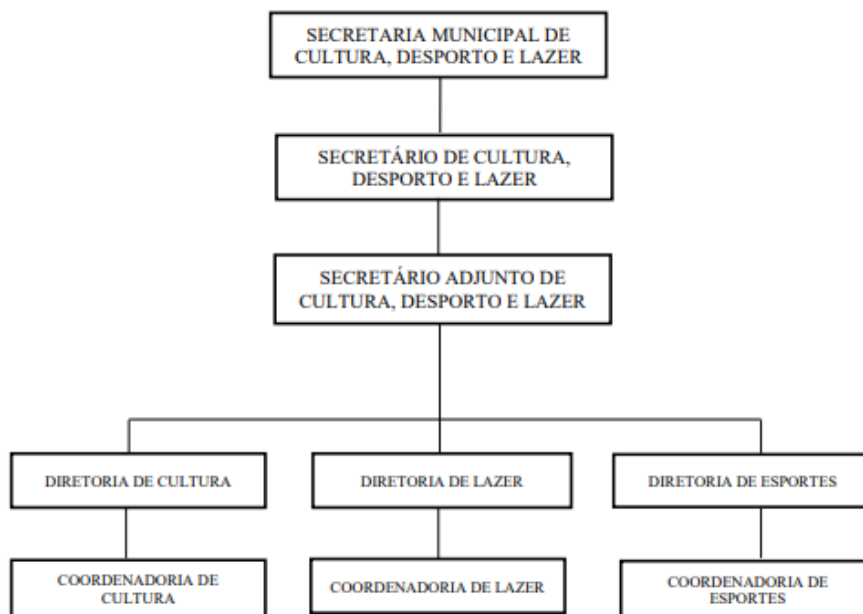 SECRETARIA MUNICIPAL DE
CULTURA, DESPORTO E LAZER
SECRETÁRIO DE CULTURA,
DESPORTO E LAZER
SECRETÁRIO ADJUNTO DE
CULTURA, DESPORTO E LAZER
DIRETORIA DE CULTURA
DIRETORIA DE LAZER
DIRETORIA DE ESPORTES
COORDENADORIA DE
CULTURA
COORDENADORIA DE LAZER
COORDENADORIA DE
ESPORTES